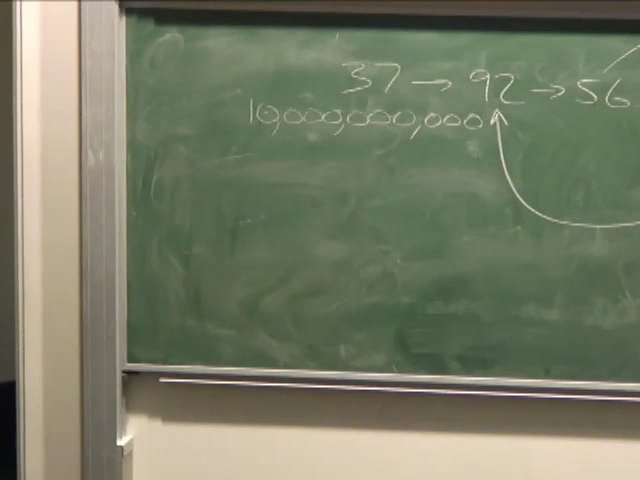 37 → 92 → 56
10,000,000,000